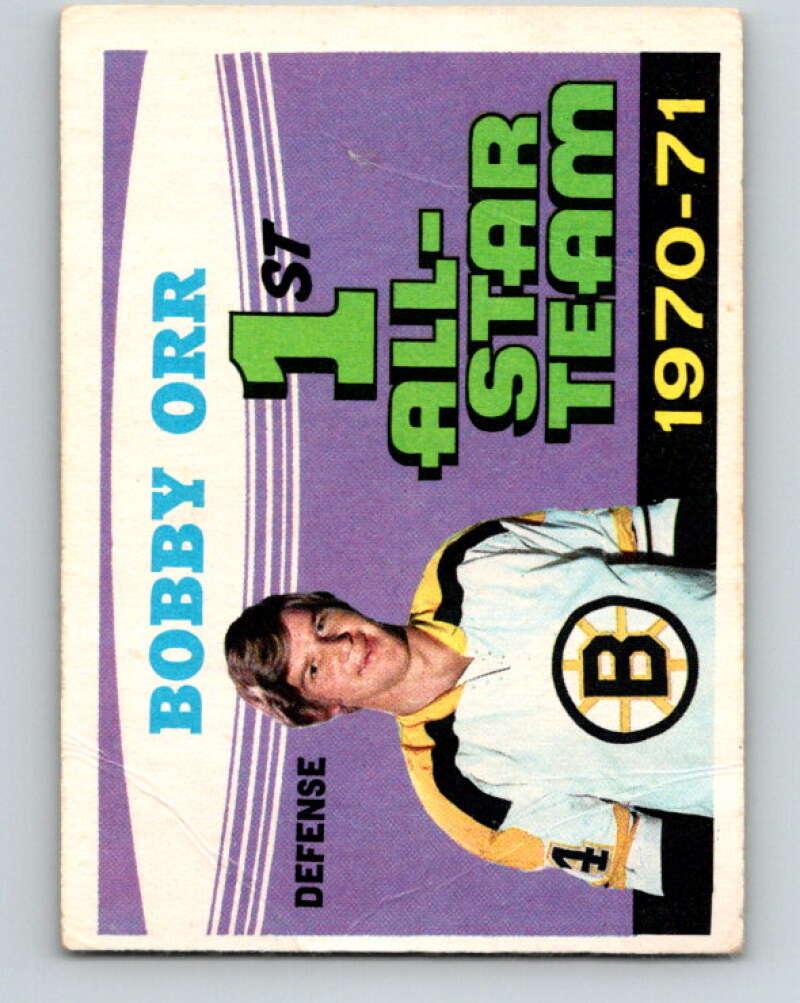 BOBBY ORR
DEFENSE
1ST
ALL-
STAR
TEAM
1970-71
B
4